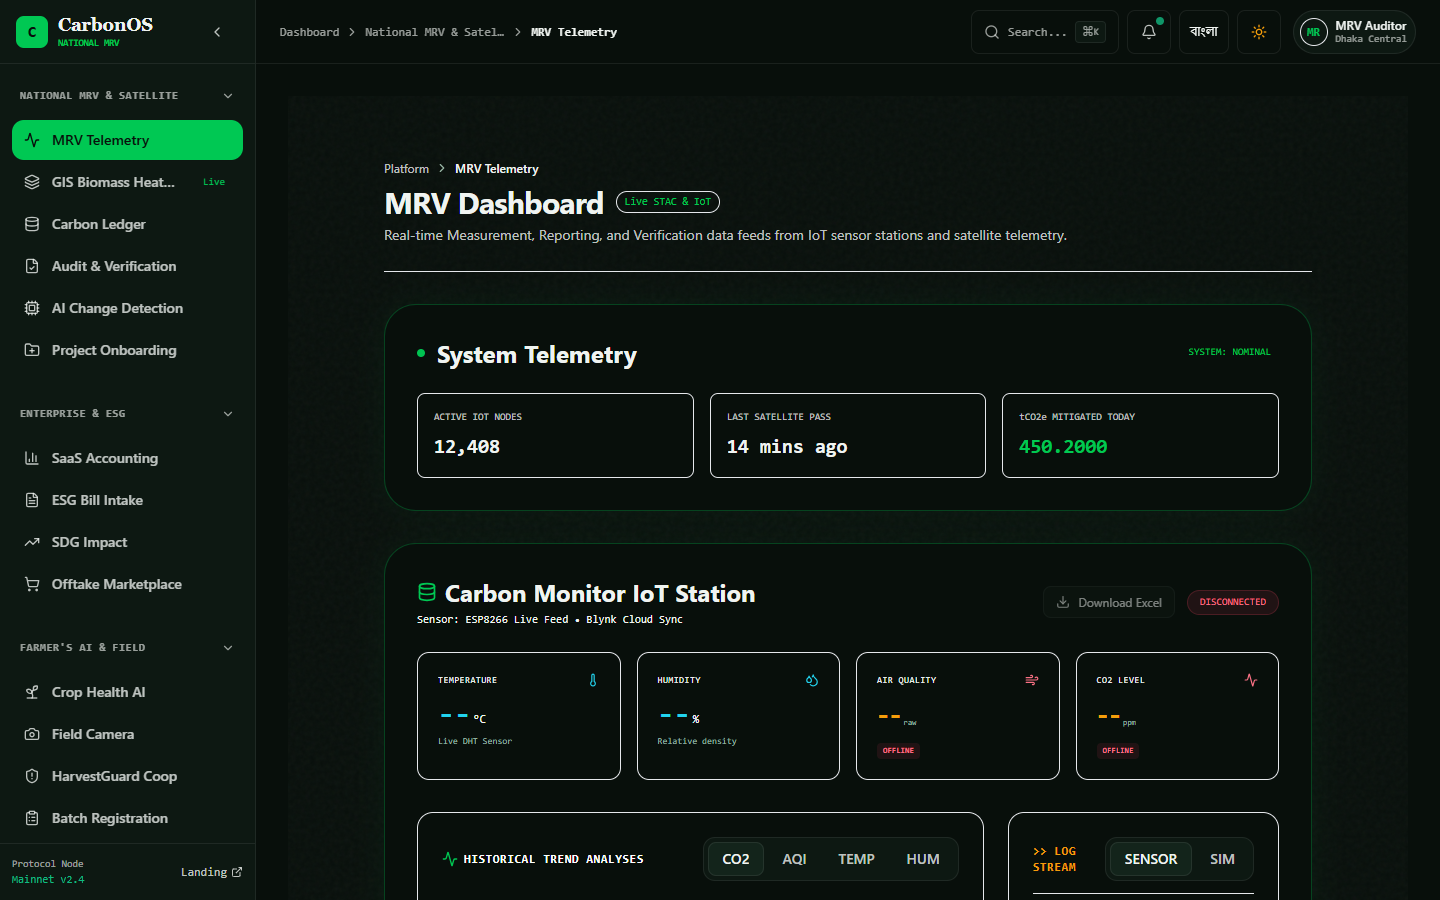 C
CarbonOS
NATIONAL MRV
NATIONAL MRV & SATELLITE
MRV Telemetry
GIS Biomass Heat...
Live
Carbon Ledger
Audit & Verification
AI Change Detection
Project Onboarding
ENTERPRISE & ESG
SaaS Accounting
ESG Bill Intake
SDG Impact
Offtake Marketplace
FARMER'S AI & FIELD
Crop Health AI
Field Camera
HarvestGuard Coop
Batch Registration
Protocol Node
Mainnet v2.4
Landing
Dashboard > National MRV & Satel… > MRV Telemetry
Search...
⌘K
বাংলা
MR
MRV Auditor
Dhaka Central
Platform > MRV Telemetry
MRV Dashboard
Live STAC & IoT
Real-time Measurement, Reporting, and Verification data feeds from IoT sensor stations and satellite telemetry.
System Telemetry
SYSTEM: NOMINAL
ACTIVE IOT NODES
12,408
LAST SATELLITE PASS
14 mins ago
tCO2e MITIGATED TODAY
450.2000
Carbon Monitor IoT Station
Sensor: ESP8266 Live Feed • Blynk Cloud Sync
Download Excel
DISCONNECTED
TEMPERATURE
-- °C
Live DHT Sensor
HUMIDITY
-- %
Relative density
AIR QUALITY
-- raw
OFFLINE
CO2 LEVEL
-- ppm
OFFLINE
HISTORICAL TREND ANALYSES
CO2 AQI TEMP HUM
>> LOG
STREAM
SENSOR SIM